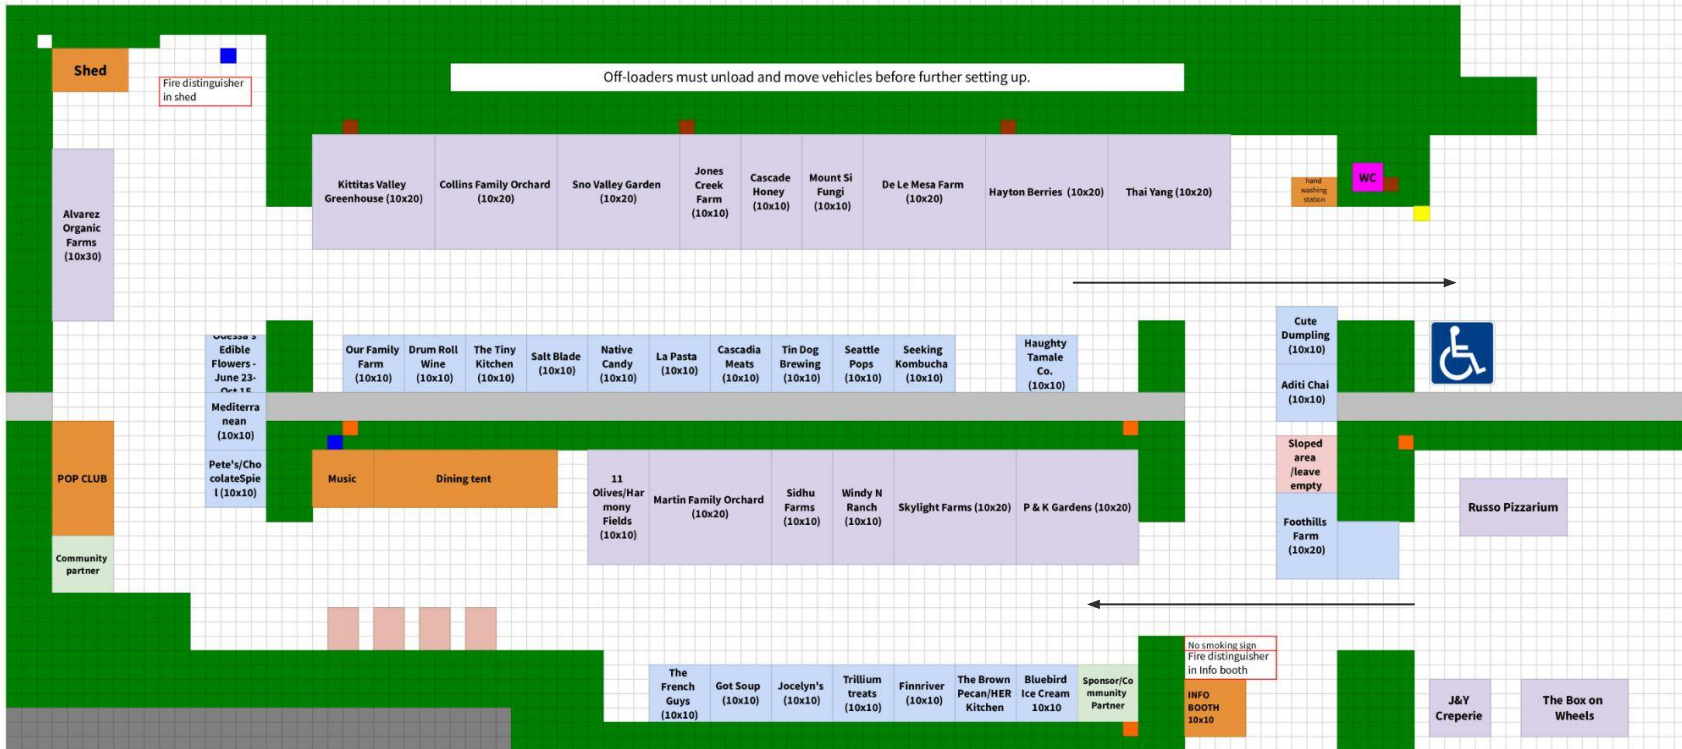 Shed
Fire distinguisher
in shed
Off-loaders must unload and move vehicles before further setting up.
Alvarez
Organic
Farms
(10x30)
Kittitas Valley
Greenhouse (10x20)
Collins Family Orchard
(10x20)
Sno Valley Garden
(10x20)
Jones
Creek
Farm
(10x10)
Cascade
Honey
(10x10)
Mount Si
Fungi
(10x10)
De Le Mesa Farm
(10x20)
Hayton Berries (10x20)
Thai Yang (10x20)
hand
washing
station
WC
Odessa's
Edible
Flowers -
June 23-
Oct 15
Mediterra
nean
(10x10)
Pete's/Cho
colateSpie
l (10x10)
Our Family
Farm
(10x10)
Drum Roll
Wine
(10x10)
The Tiny
Kitchen
(10x10)
Salt Blade
(10x10)
Native
Candy
(10x10)
La Pasta
(10x10)
Cascadia
Meats
(10x10)
Tin Dog
Brewing
(10x10)
Seattle
Pops
(10x10)
Seeking
Kombucha
(10x10)
Haughty
Tamale
Co.
(10x10)
Cute
Dumpling
(10x10)
Aditi Chai
(10x10)
Sloped
area
/leave
empty
Foothills
Farm
(10x20)
POP CLUB
Community
partner
Music
Dining tent
11
Olives/Har
mony
Fields
(10x10)
Martin Family Orchard
(10x20)
Sidhu
Farms
(10x10)
Windy N
Ranch
(10x10)
Skylight Farms (10x20)
P & K Gardens (10x20)
Russo Pizzarium
The
French
Guys
(10x10)
Got Soup
(10x10)
Jocelyn's
(10x10)
Trillium
treats
(10x10)
Finnriver
(10x10)
The Brown
Pecan/HER
Kitchen
Bluebird
Ice Cream
10x10
Sponsor/Co
mmunity
Partner
No smoking sign
Fire distinguisher
in Info booth
INFO
BOOTH
10x10
J&Y
Creperie
The Box on
Wheels